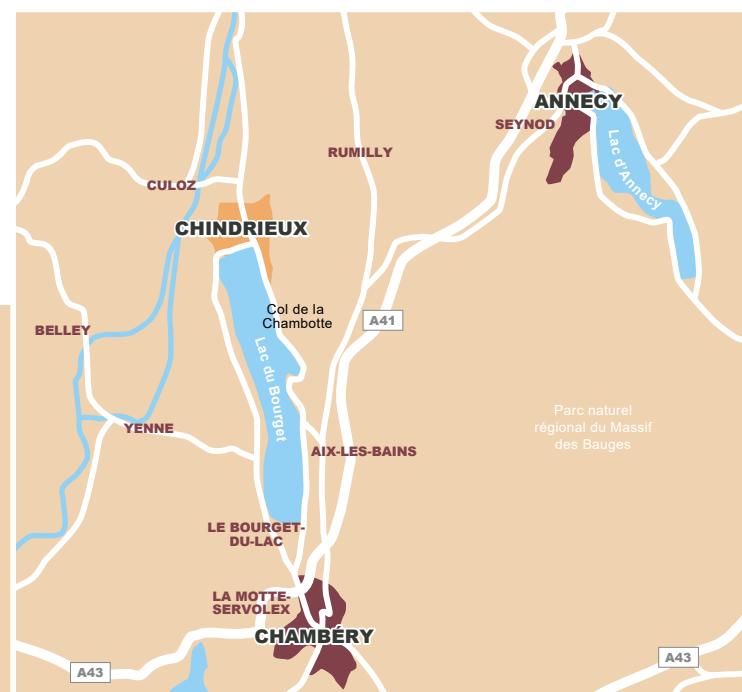 ANNECY
SEYNOD
Lac d'Annecy
RUMILLY
CULOZ
CHINDRIEUX
Col de la
Chambotte
A41
BELLEY
Lac du Bourget
Parc naturel
régional du Massif
des Bauges
YENNE
AIX-LES-BAINS
LE BOURGET-
DU-LAC
LA MOTTE-
SERVOLEX
CHAMBÉRY
A43
A43